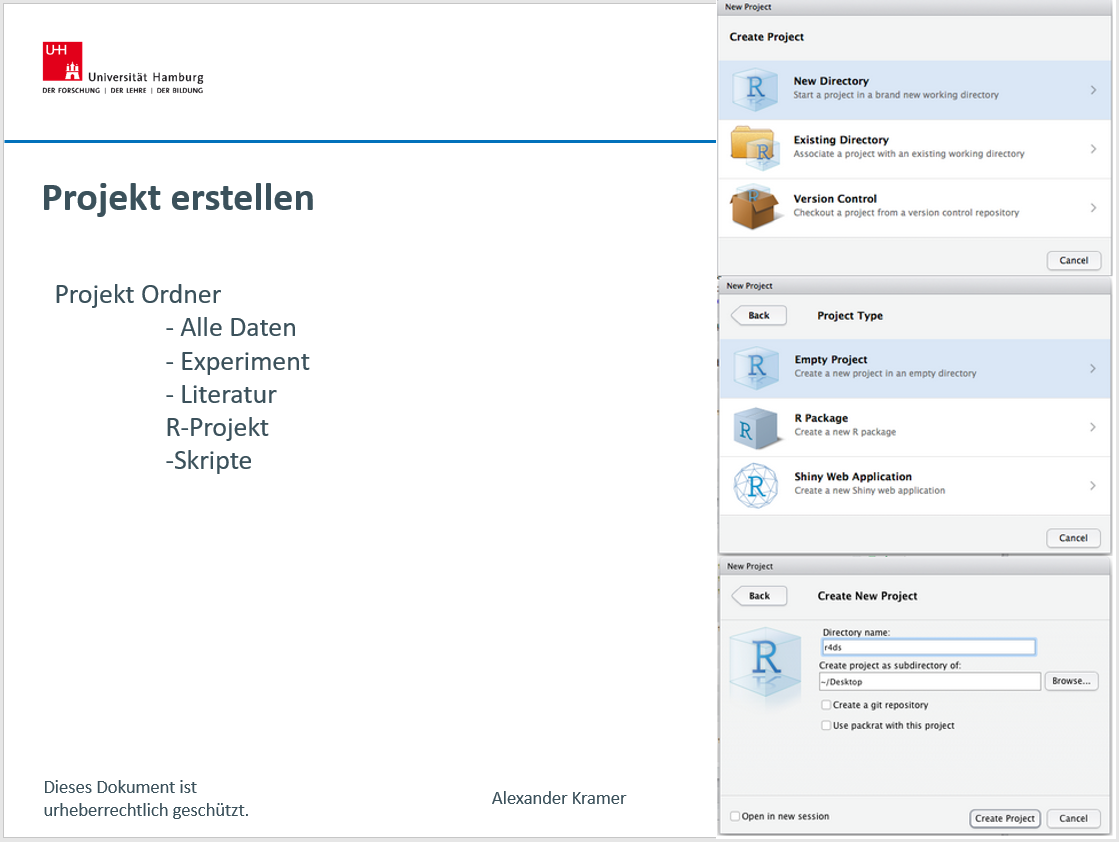 UHH
Universität Hamburg
DER FORSCHUNG | DER LEHRE | DER BILDUNG
Projekt erstellen
Projekt Ordner
- Alle Daten
- Experiment
- Literatur
R-Projekt
-Skripte
Dieses Dokument ist
urheberrechtlich geschützt.
Alexander Kramer
New Project
Create Project
R
New Directory
Start a project in a brand new working directory
R
Existing Directory
Associate a project with an existing working directory
Version Control
Checkout a project from a version control repository
Cancel
New Project
Back
Project Type
R
Empty Project
Create a new project in an empty directory
R
R Package
Create a new R package
R
Shiny Web Application
Create a new Shiny web application
Cancel
New Project
Back
Create New Project
R
Directory name:
r4ds
Create project as subdirectory of:
~/Desktop
Browse...
Create a git repository
Use packrat with this project
Open in new session
Create Project
Cancel